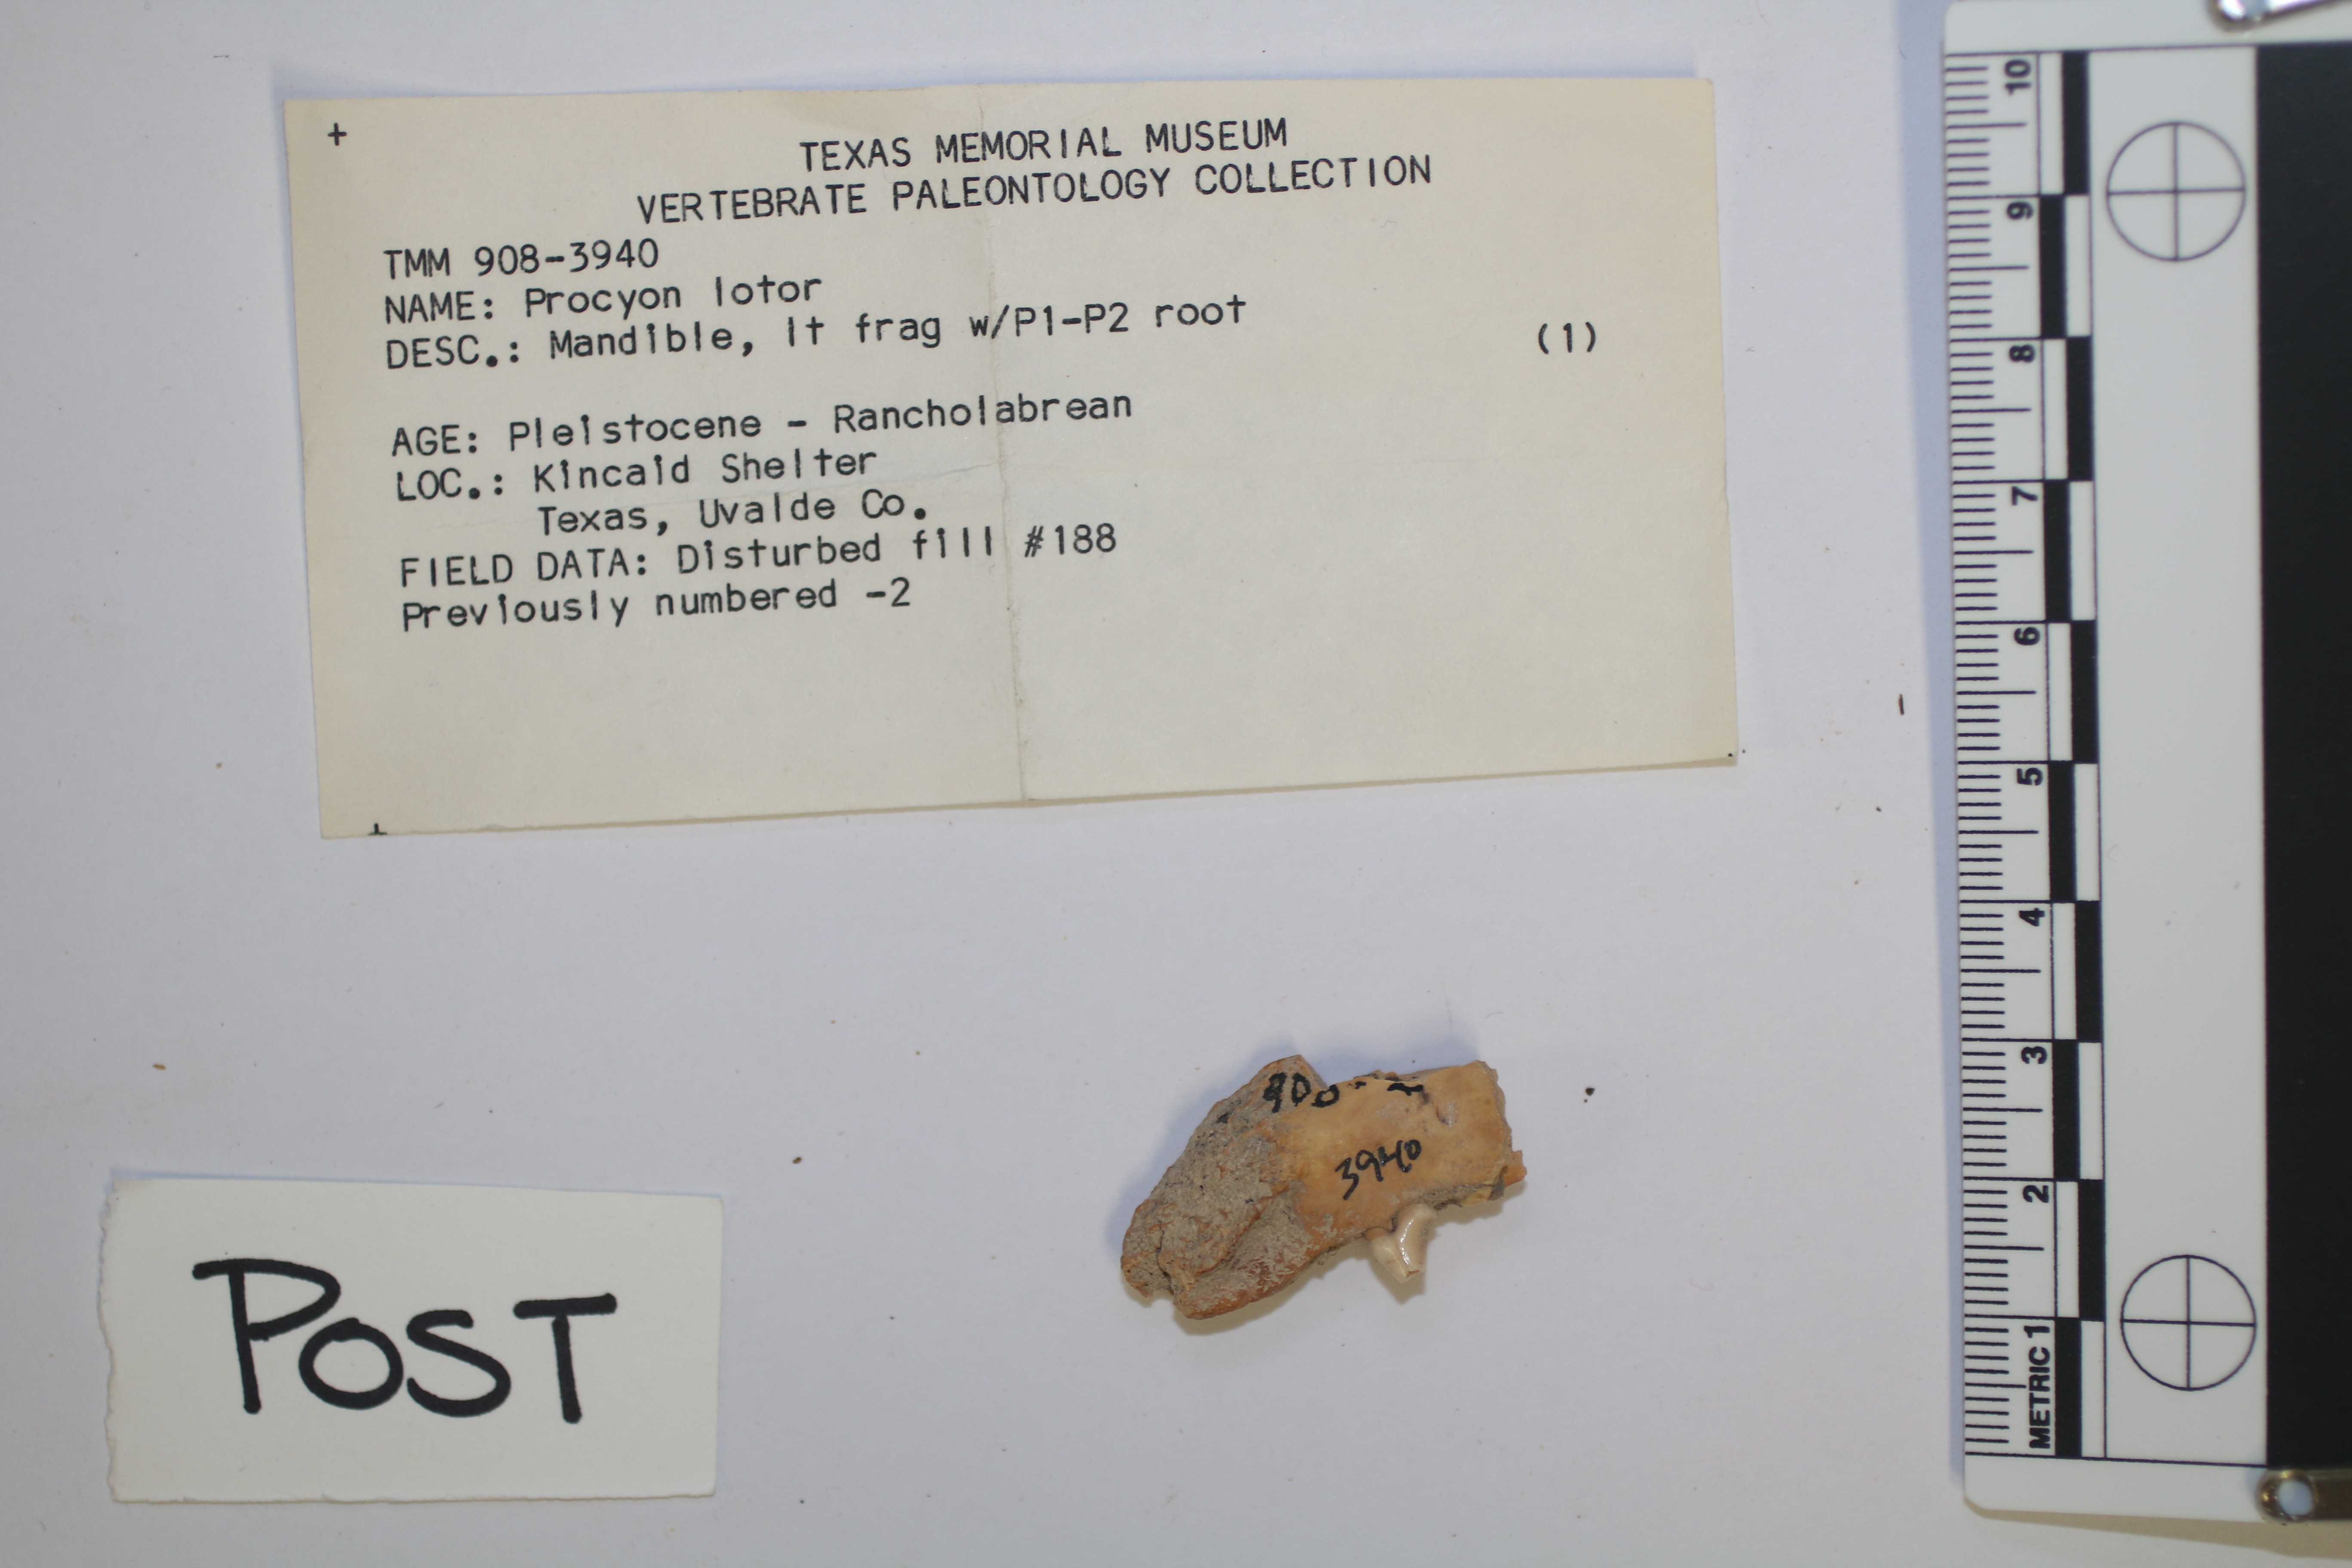 TEXAS MEMORIAL MUSEUM
VERTEBRATE PALEONTOLOGY COLLECTION
TMM 908-3940
NAME: Procyon lotor
DESC.: Mandible, lt frag w/P1-P2 root
(1)
AGE: Pleistocene - Rancholabrean
LOC.: Kincaid Shelter
Texas, Uvalde Co.
FIELD DATA: Disturbed fill #188
Previously numbered -2
POST
3940
10
9
8
7
6
5
4
3
2
METRIC 1